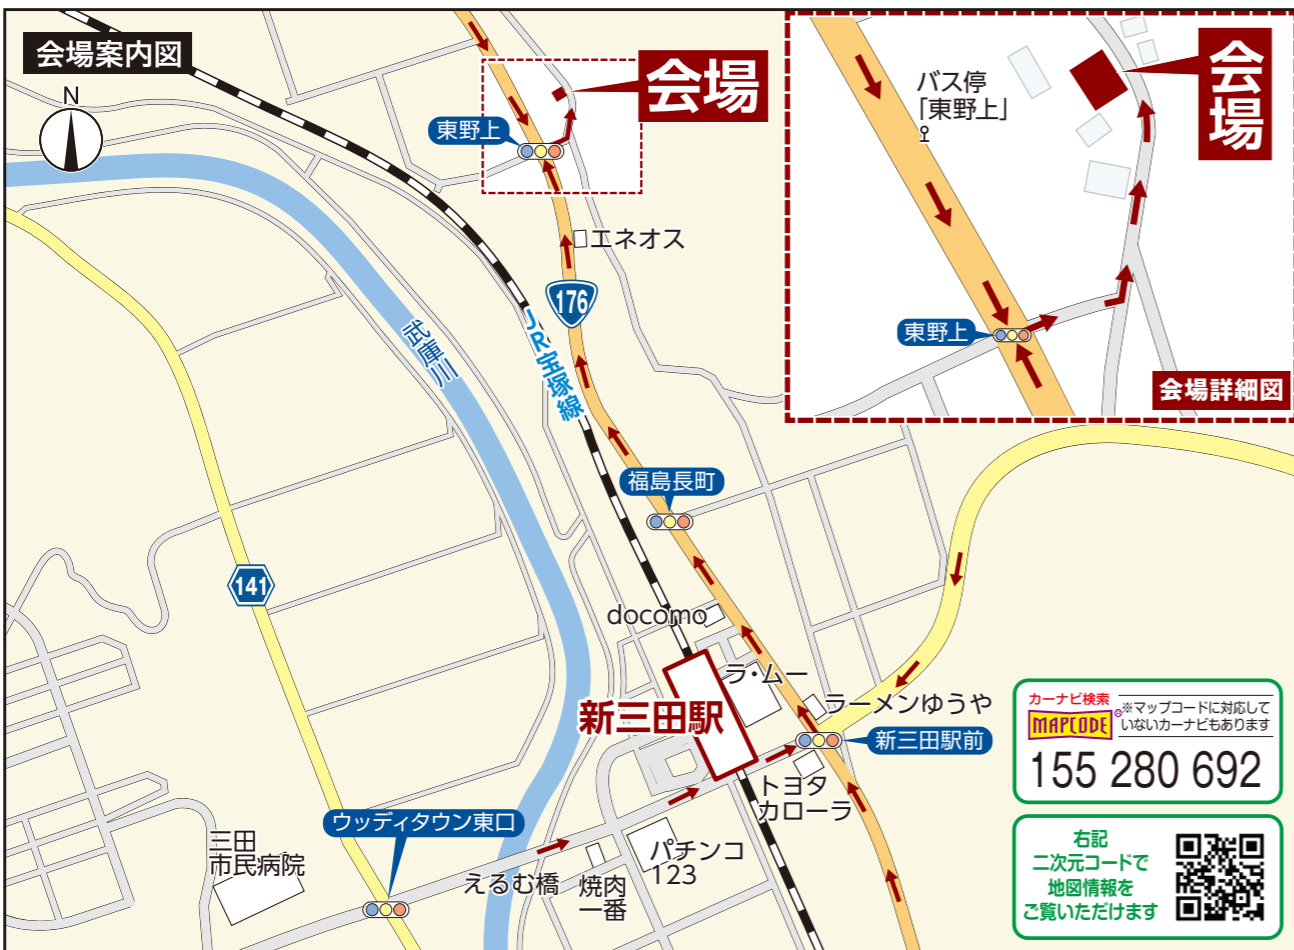 会場案内図
N
会場
東野上
エネオス
176
JR宝塚線
武庫川
福島長町
141
docomo
ラ・ムー
新三田駅
ラーメンゆうや
新三田駅前
トヨタ
カローラ
ウッディタウン東口
三田
市民病院
えるむ橋
焼肉
一番
パチンコ
123
バス停
「東野上」
会場
東野上
会場詳細図
カーナビ検索
MAPCODE®
※マップコードに対応して
いないカーナビもあります
155 280 692
右記
二次元コードで
地図情報を
ご覧いただけます